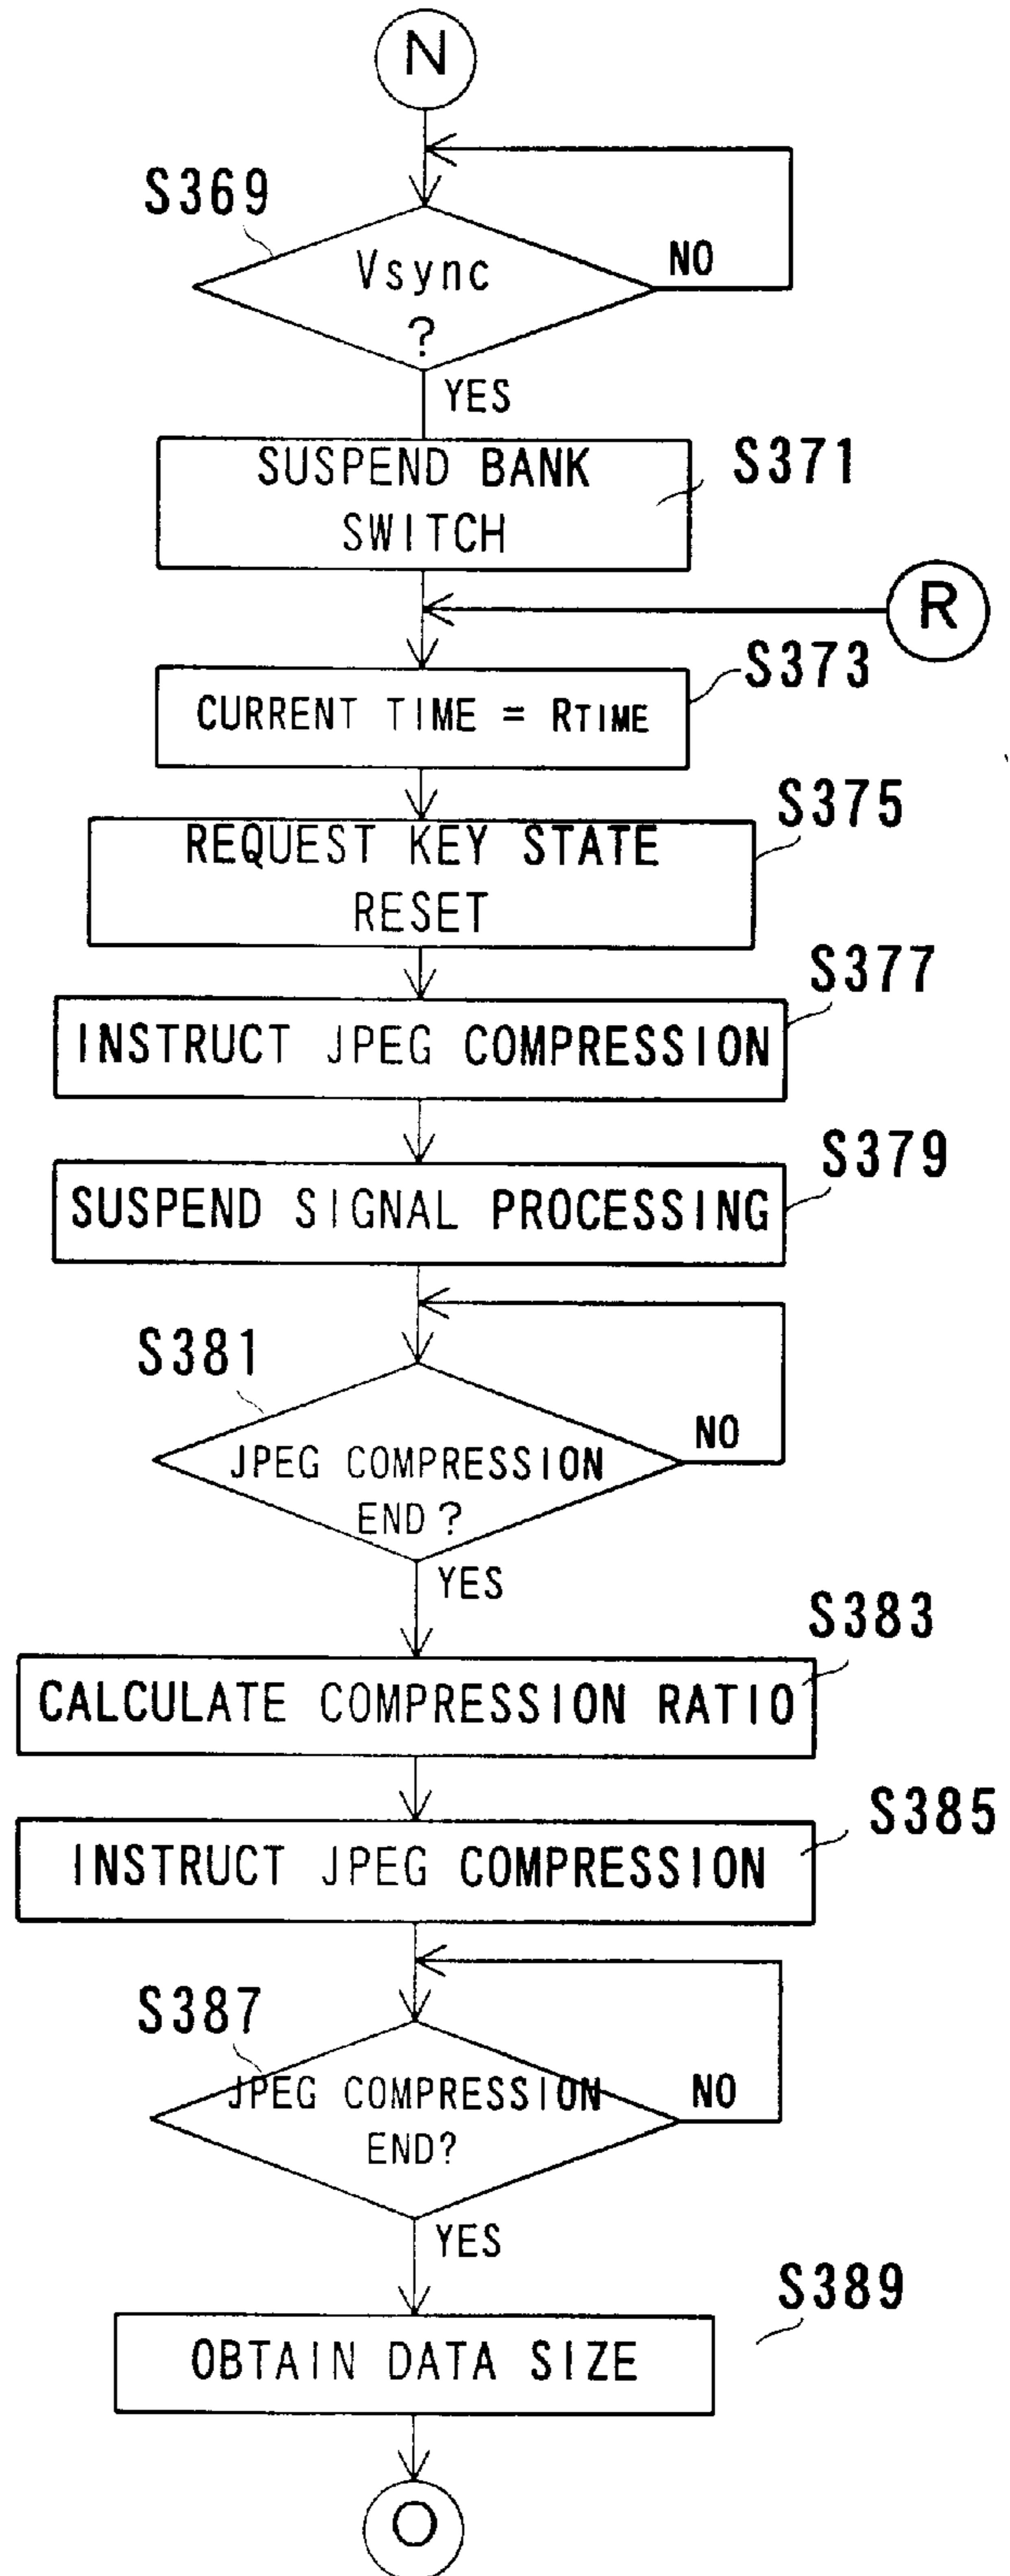 N
S369
Vsync
?
NO
YES
SUSPEND BANK
SWITCH
S371
R
S373
CURRENT TIME = RTIME
S375
REQUEST KEY STATE
RESET
S377
INSTRUCT JPEG COMPRESSION
S379
SUSPEND SIGNAL PROCESSING
S381
JPEG COMPRESSION
END?
NO
YES
S383
CALCULATE COMPRESSION RATIO
S385
INSTRUCT JPEG COMPRESSION
S387
JPEG COMPRESSION
END?
NO
YES
S389
OBTAIN DATA SIZE
O